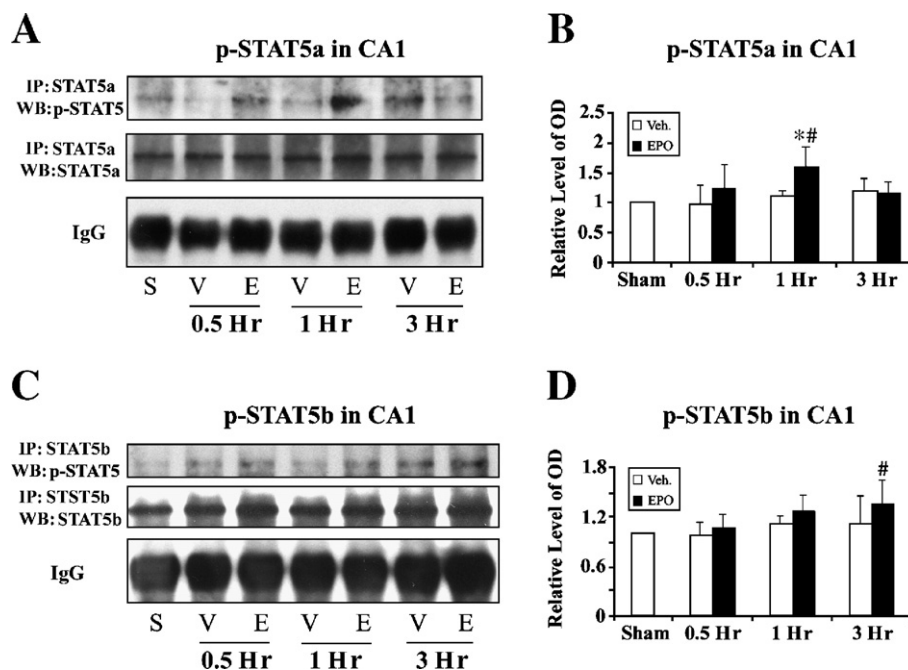 A
p-STAT5a in CA1
IP:STAT5a
WB:p-STAT5
IP:STAT5a
WB:STAT5a
IgG
S V E V E V E
0.5 Hr 1 Hr 3 Hr
B
p-STAT5a in CA1
Relative Level of OD
2.5
2
1.5
1
0.5
0
Veh.
EPO
*#
Sham 0.5 Hr 1 Hr 3 Hr
C
p-STAT5b in CA1
IP:STAT5b
WB:p-STAT5
IP:STST5b
WB:STAT5b
IgG
S V E V E V E
0.5 Hr 1 Hr 3 Hr
D
p-STAT5b in CA1
Relative Level of OD
1.8
1.2
0.6
0
Veh.
EPO
#
Sham 0.5 Hr 1 Hr 3 Hr